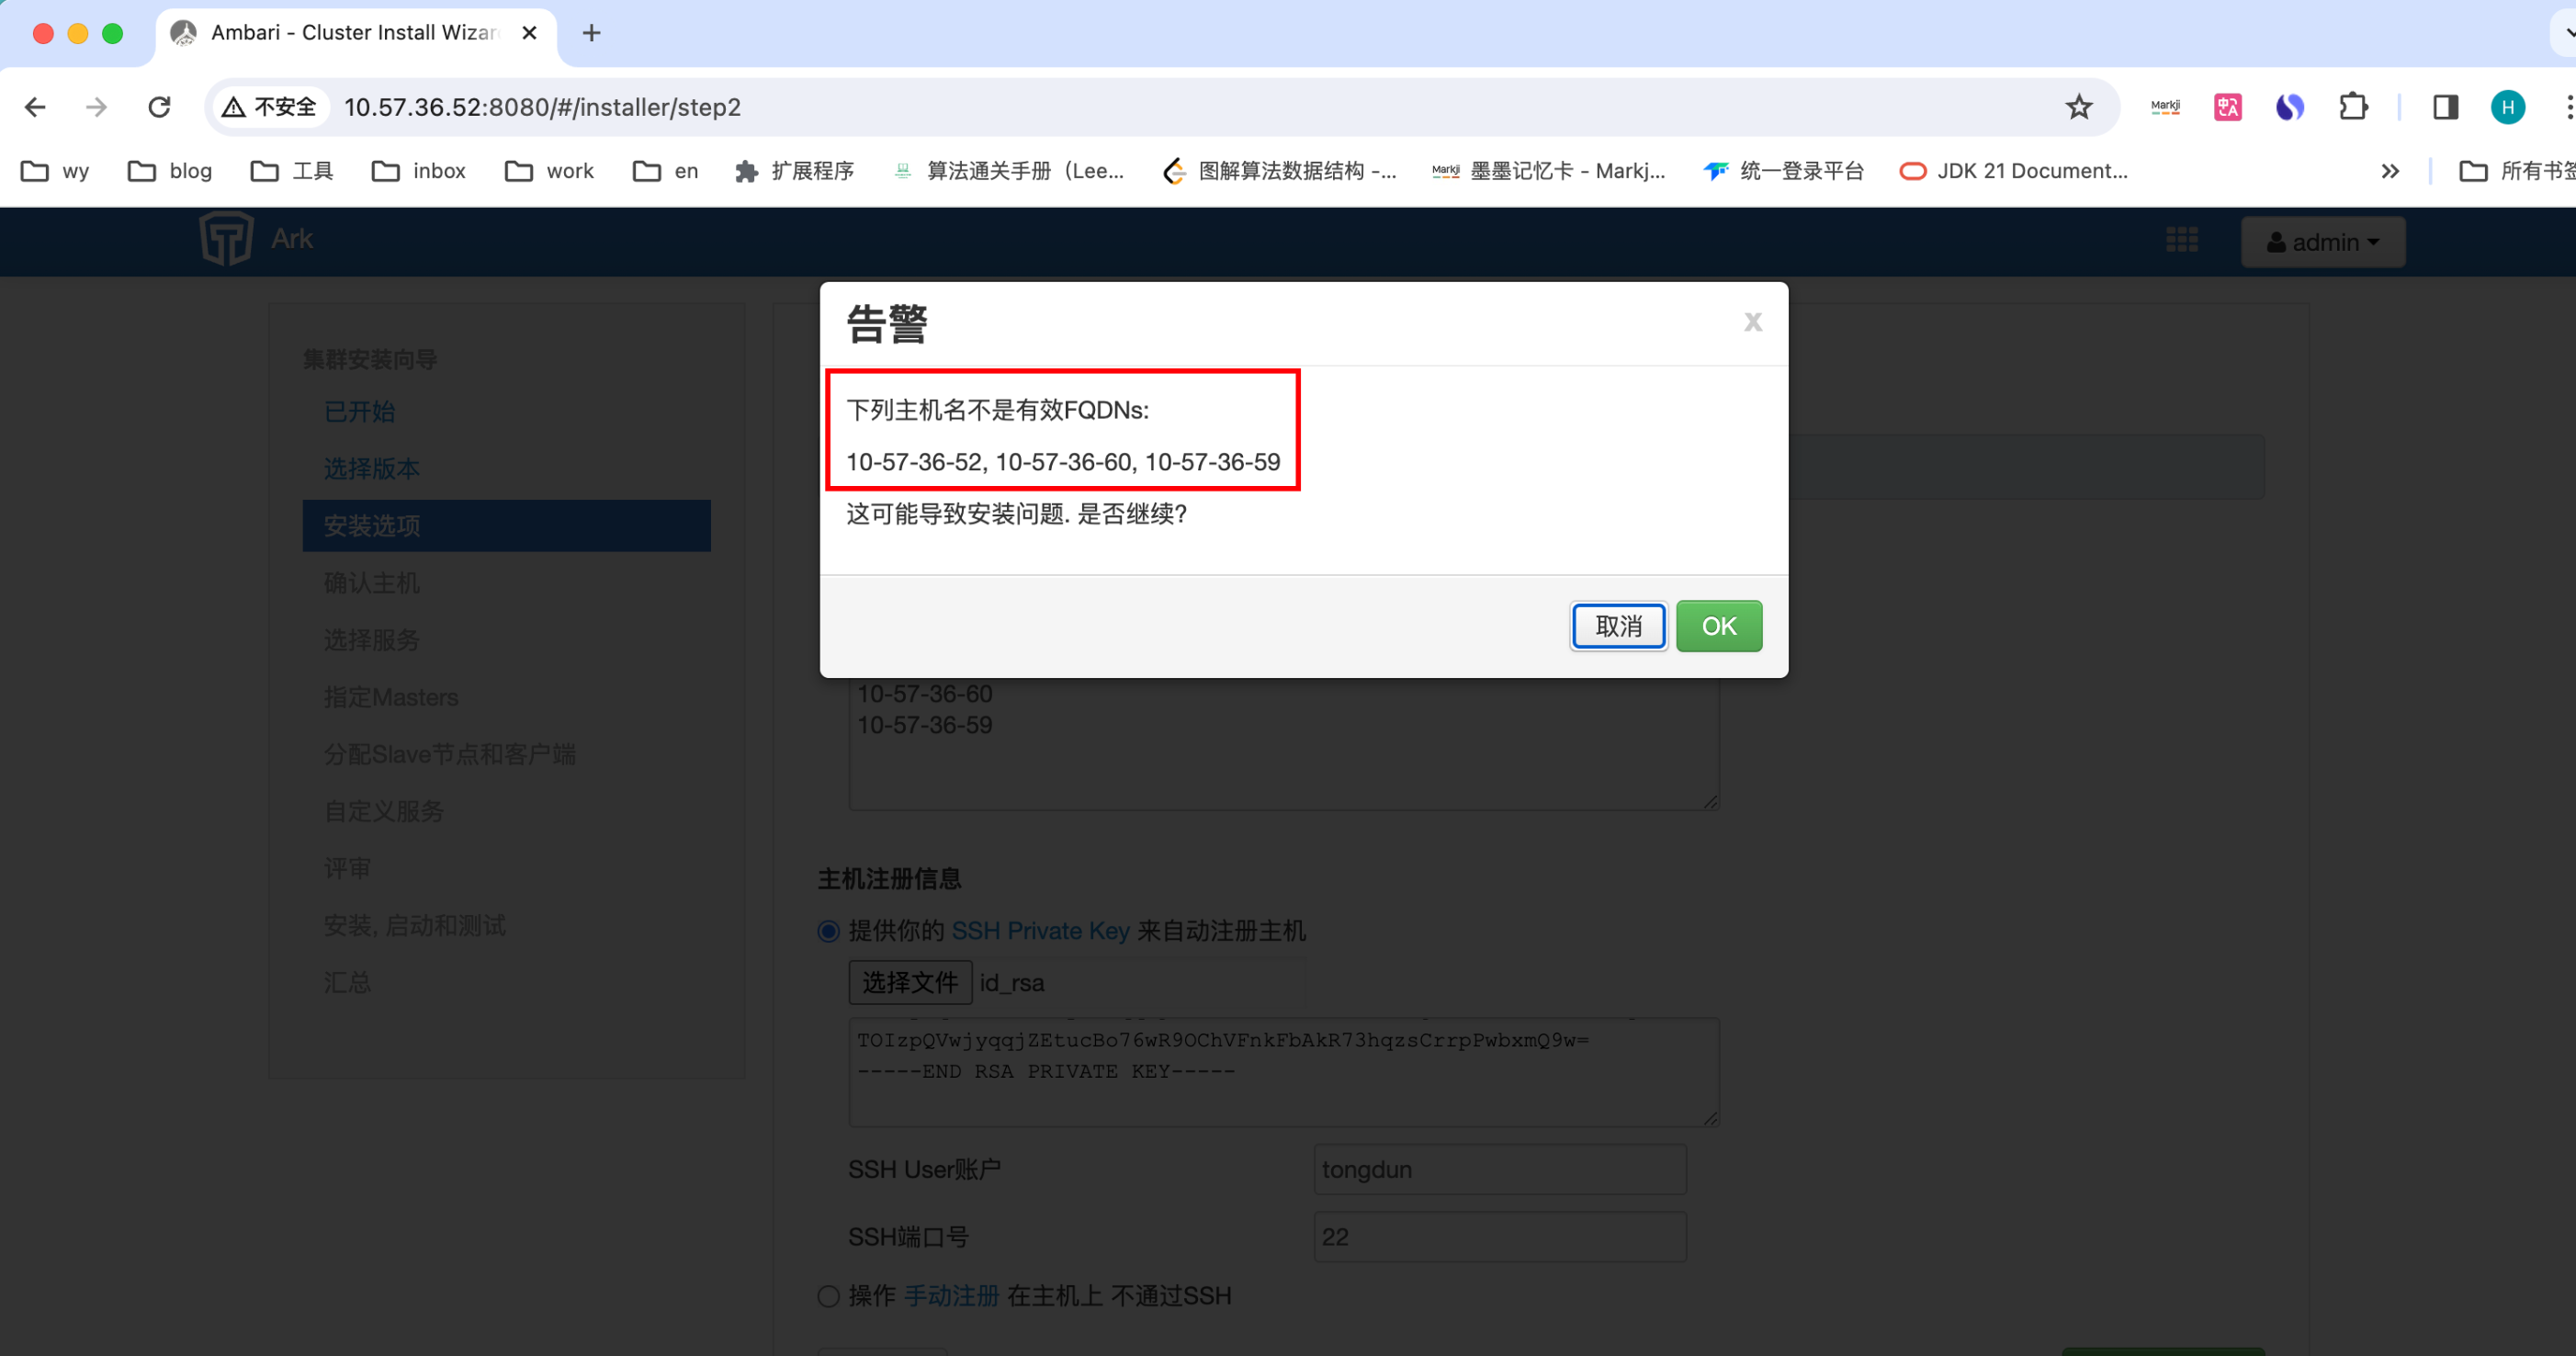 Ambari - Cluster Install Wizar
不安全
10.57.36.52:8080/#/installer/step2
Markji
H
wy
blog
工具
inbox
work
en
扩展程序
算法通关手册（Lee...
图解算法数据结构 -...
Markji 墨墨记忆卡 - Markj...
统一登录平台
JDK 21 Document...
所有书签
Ark
admin
告警
x
下列主机名不是有效FQDNs:
10-57-36-52, 10-57-36-60, 10-57-36-59
这可能导致安装问题. 是否继续?
取消
OK
集群安装向导
已开始
选择版本
安装选项
确认主机
选择服务
指定Masters
分配Slave节点和客户端
自定义服务
评审
安装, 启动和测试
汇总
10-57-36-60
10-57-36-59
主机注册信息
提供你的 SSH Private Key 来自动注册主机
选择文件 id_rsa
TOIzpQVwjyqqjZEtucBo76wR9OChVFnkFbAkR73hqzsCrrpPwbxmQ9w=
-----END RSA PRIVATE KEY-----
SSH User账户
tongdun
SSH端口号
22
操作 手动注册 在主机上 不通过SSH